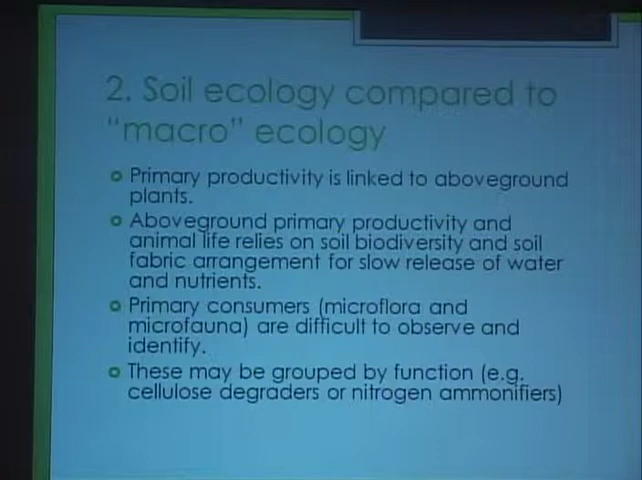 2. Soil ecology compared to
"macro" ecology
Primary productivity is linked to aboveground
plants.
Aboveground primary productivity and
animal life relies on soil biodiversity and soil
fabric arrangement for slow release of water
and nutrients.
Primary consumers (microflora and
microfauna) are difficult to observe and
identify.
These may be grouped by function (e.g.
cellulose degraders or nitrogen ammonifiers)